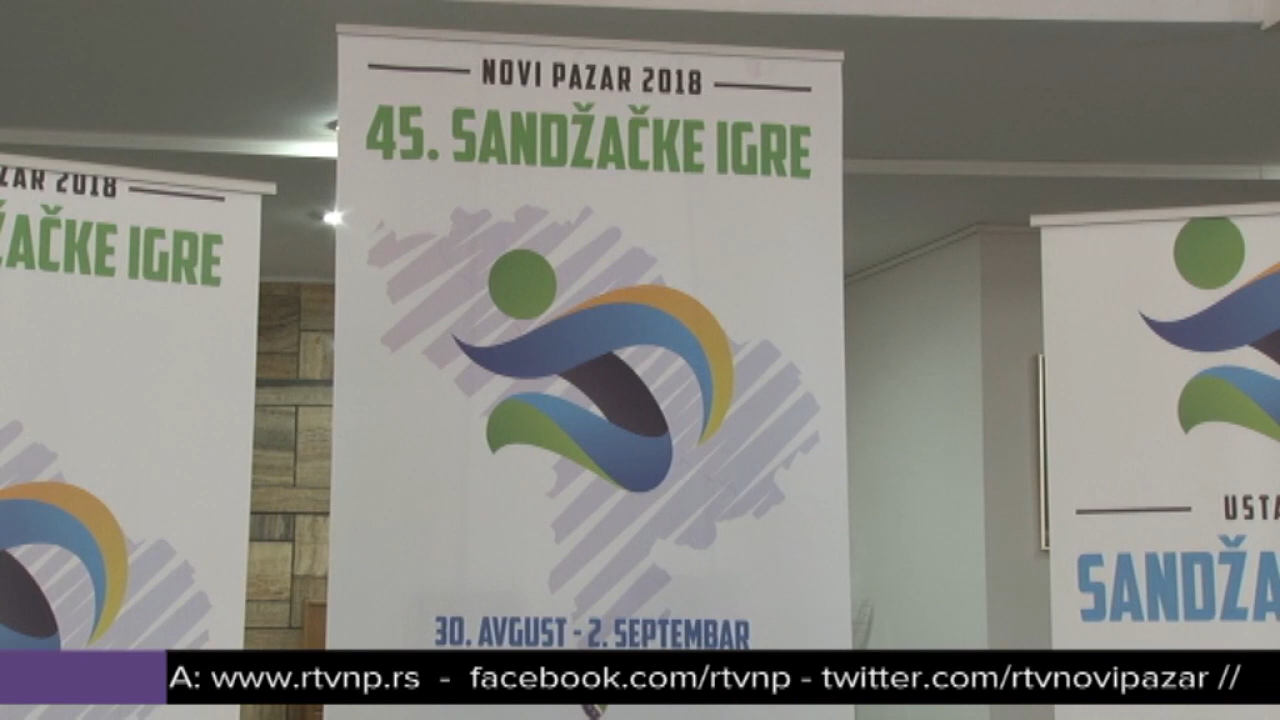 NOVI PAZAR 2018
45. SANDŽAČKE IGRE
30. AVGUST - 2. SEPTEMBAR
ZAR 2018
ŽAČKE IGRE
USTA
SANDŽA
A: www.rtvnp.rs - facebook.com/rtvnp - twitter.com/rtvnovipazar //